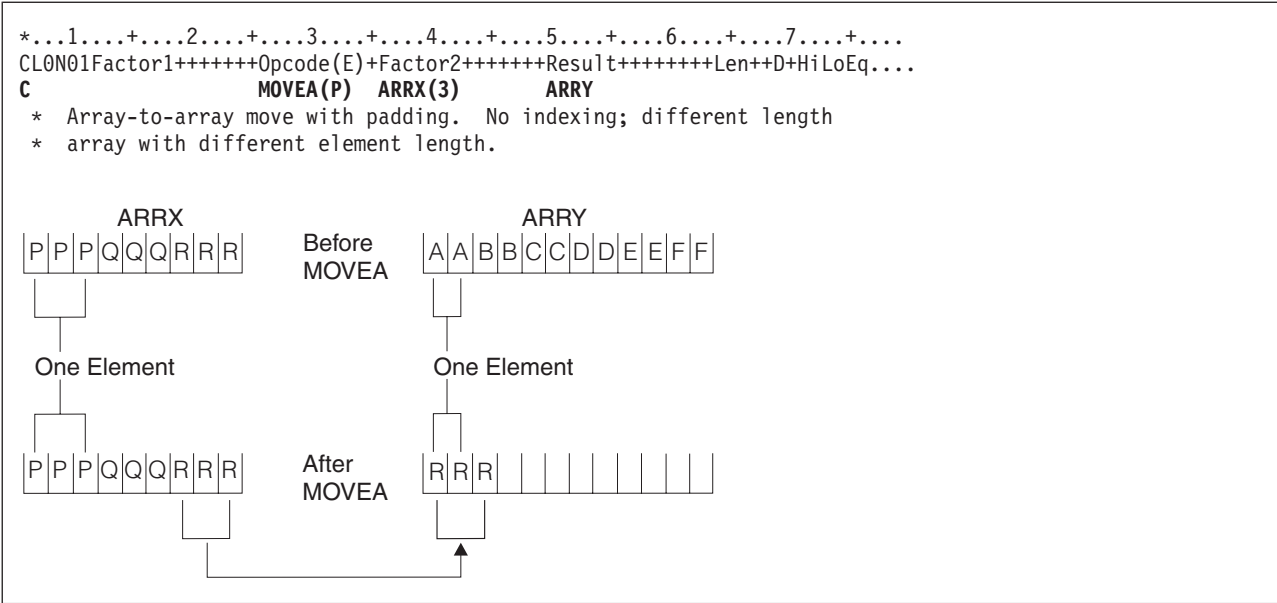 *...1....+....2....+....3....+....4....+....5....+....6....+....7....+....
CL0N01Factor1+++++++Opcode(E)+Factor2+++++++Result++++++++Len++D+HiLoEq....
C                   MOVEA(P)  ARRX(3)       ARRY
 *  Array-to-array move with padding.  No indexing; different length
 *  array with different element length.
ARRX ARRY
P P P Q Q Q R R R Before MOVEA A A B B C C D D E E F F
One Element One Element
P P P Q Q Q R R R After MOVEA R R R